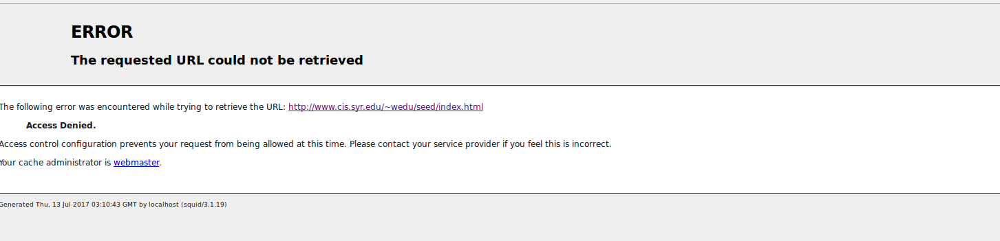 ERROR
The requested URL could not be retrieved
The following error was encountered while trying to retrieve the URL: http://www.cis.syr.edu/~wedu/seed/index.html
Access Denied.
Access control configuration prevents your request from being allowed at this time. Please contact your service provider if you feel this is incorrect.
Your cache administrator is webmaster.
Generated Thu, 13 Jul 2017 03:10:43 GMT by localhost (squid/3.1.19)